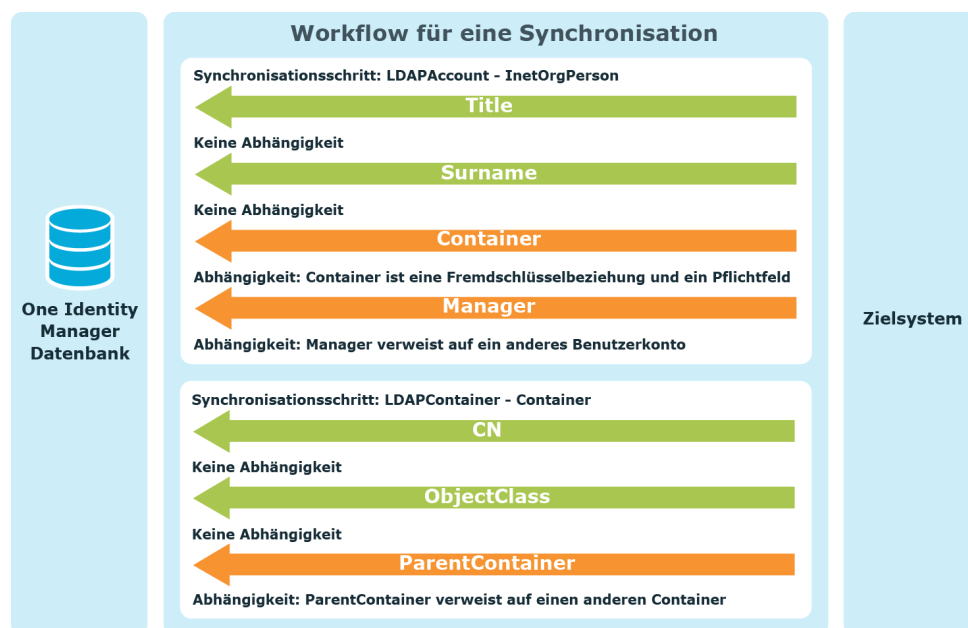 Workflow für eine Synchronisation
Synchronisationsschritt: LDAPAccount - InetOrgPerson
Title
Keine Abhängigkeit
Surname
Keine Abhängigkeit
Container
Abhängigkeit: Container ist eine Fremdschlüsselbeziehung und ein Pflichtfeld
Manager
Abhängigkeit: Manager verweist auf ein anderes Benutzerkonto
One Identity
Manager
Datenbank
Zielsystem
Synchronisationsschritt: LDAPContainer - Container
CN
Keine Abhängigkeit
ObjectClass
Keine Abhängigkeit
ParentContainer
Abhängigkeit: ParentContainer verweist auf einen anderen Container